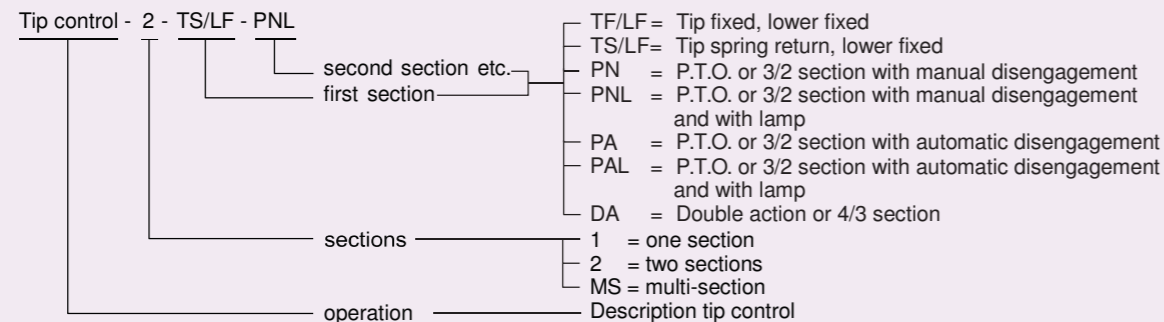 Tip control - 2 - TS/LF - PNL
TF/LF = Tip fixed, lower fixed
TS/LF= Tip spring return, lower fixed
second section etc.
PN = P.T.O. or 3/2 section with manual disengagement
first section
PNL = P.T.O. or 3/2 section with manual disengagement
and with lamp
PA = P.T.O. or 3/2 section with automatic disengagement
PAL = P.T.O. or 3/2 section with automatic disengagement
and with lamp
DA = Double action or 4/3 section
sections
1 = one section
2 = two sections
MS = multi-section
operation
Description tip control